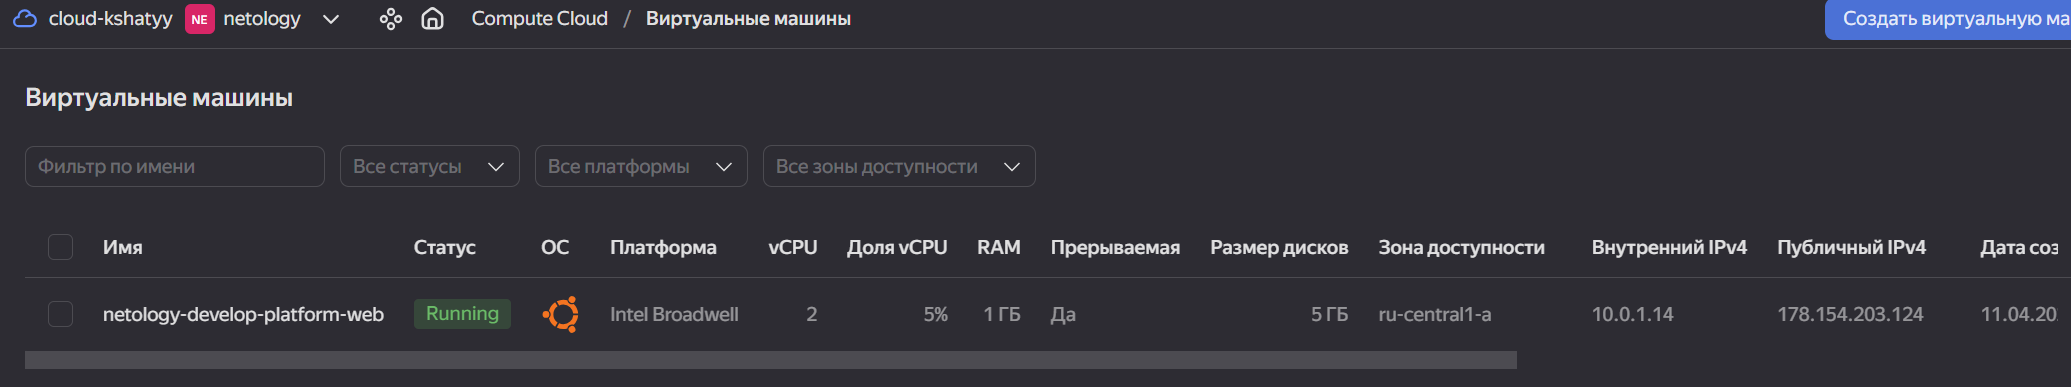 cloud-kshatyy NE netology Compute Cloud / Виртуальные машины Создать виртуальную
Виртуальные машины
Фильтр по имени Все статусы Все платформы Все зоны доступности
Имя Статус ОС Платформа vCPU Доля vCPU RAM Прерываемая Размер дисков Зона доступности Внутренний IPv4 Публичный IPv4 Дата
netology-develop-platform-web Running Intel Broadwell 2 5% 1 ГБ Да 5 ГБ ru-central1-a 10.0.1.14 178.154.203.124 11.04.20